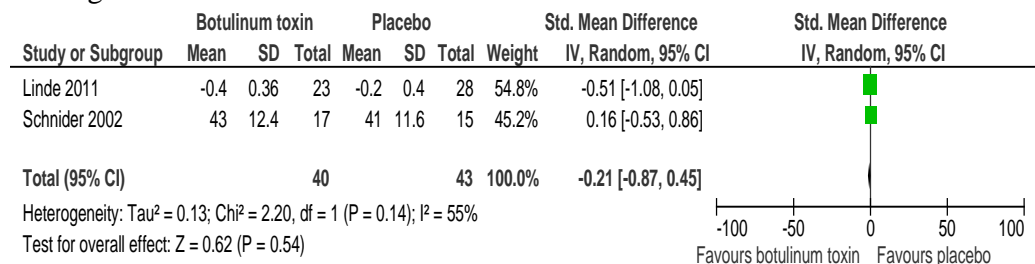 Botulinum toxin Placebo Std. Mean Difference Std. Mean Difference
Study or Subgroup Mean SD Total Mean SD Total Weight IV, Random, 95% CI IV, Random, 95% CI
Linde 2011 -0.4 0.36 23 -0.2 0.4 28 54.8% -0.51 [-1.08, 0.05]
Schnider 2002 43 12.4 17 41 11.6 15 45.2% 0.16 [-0.53, 0.86]
Total (95% CI) 40 43 100.0% -0.21 [-0.87, 0.45]
Heterogeneity: Tau² = 0.13; Chi² = 2.20, df = 1 (P = 0.14); I² = 55%
Test for overall effect: Z = 0.62 (P = 0.54)
-100 -50 0 50 100
Favours botulinum toxin Favours placebo